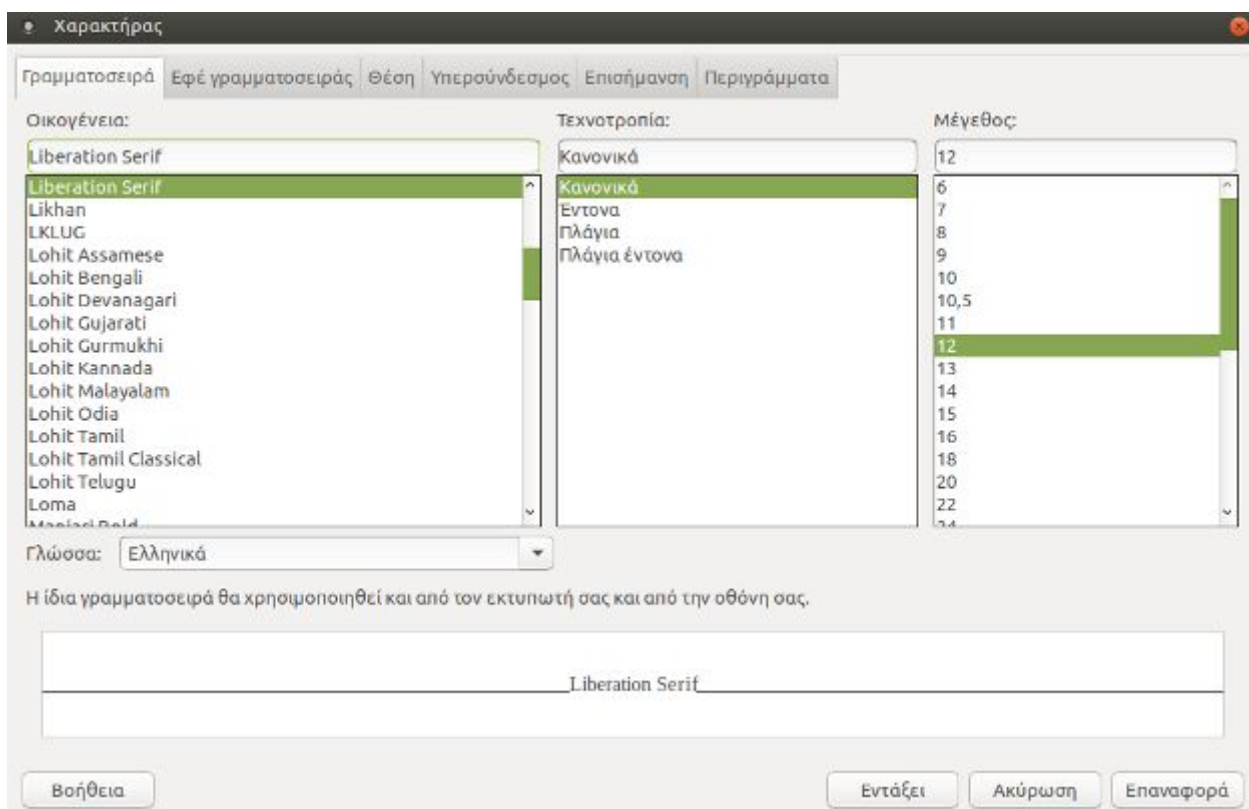 Χαρακτήρας
Γραμματοσειρά Εφέ γραμματοσειράς Θέση Υπερσύνδεσμος Επισήμανση Περιγράμματα
Οικογένεια: Τεχνοτροπία: Μέγεθος:
Liberation Serif Κανονικά 12
Liberation Serif Κανονικά 6
Likhan Έντονα 7
LKLUG Πλάγια 8
Lohit Assamese Πλάγια έντονα 9
Lohit Bengali 10
Lohit Devanagari 10,5
Lohit Gujarati 11
Lohit Gurmukhi 12
Lohit Kannada 13
Lohit Malayalam 14
Lohit Odia 15
Lohit Tamil 16
Lohit Tamil Classical 18
Lohit Telugu 20
Loma 22
Manjari Bold 24
Γλώσσα: Ελληνικά
Η ίδια γραμματοσειρά θα χρησιμοποιηθεί και από τον εκτυπωτή σας και από την οθόνη σας.
Liberation Serif
Βοήθεια Εντάξει Ακύρωση Επαναφορά